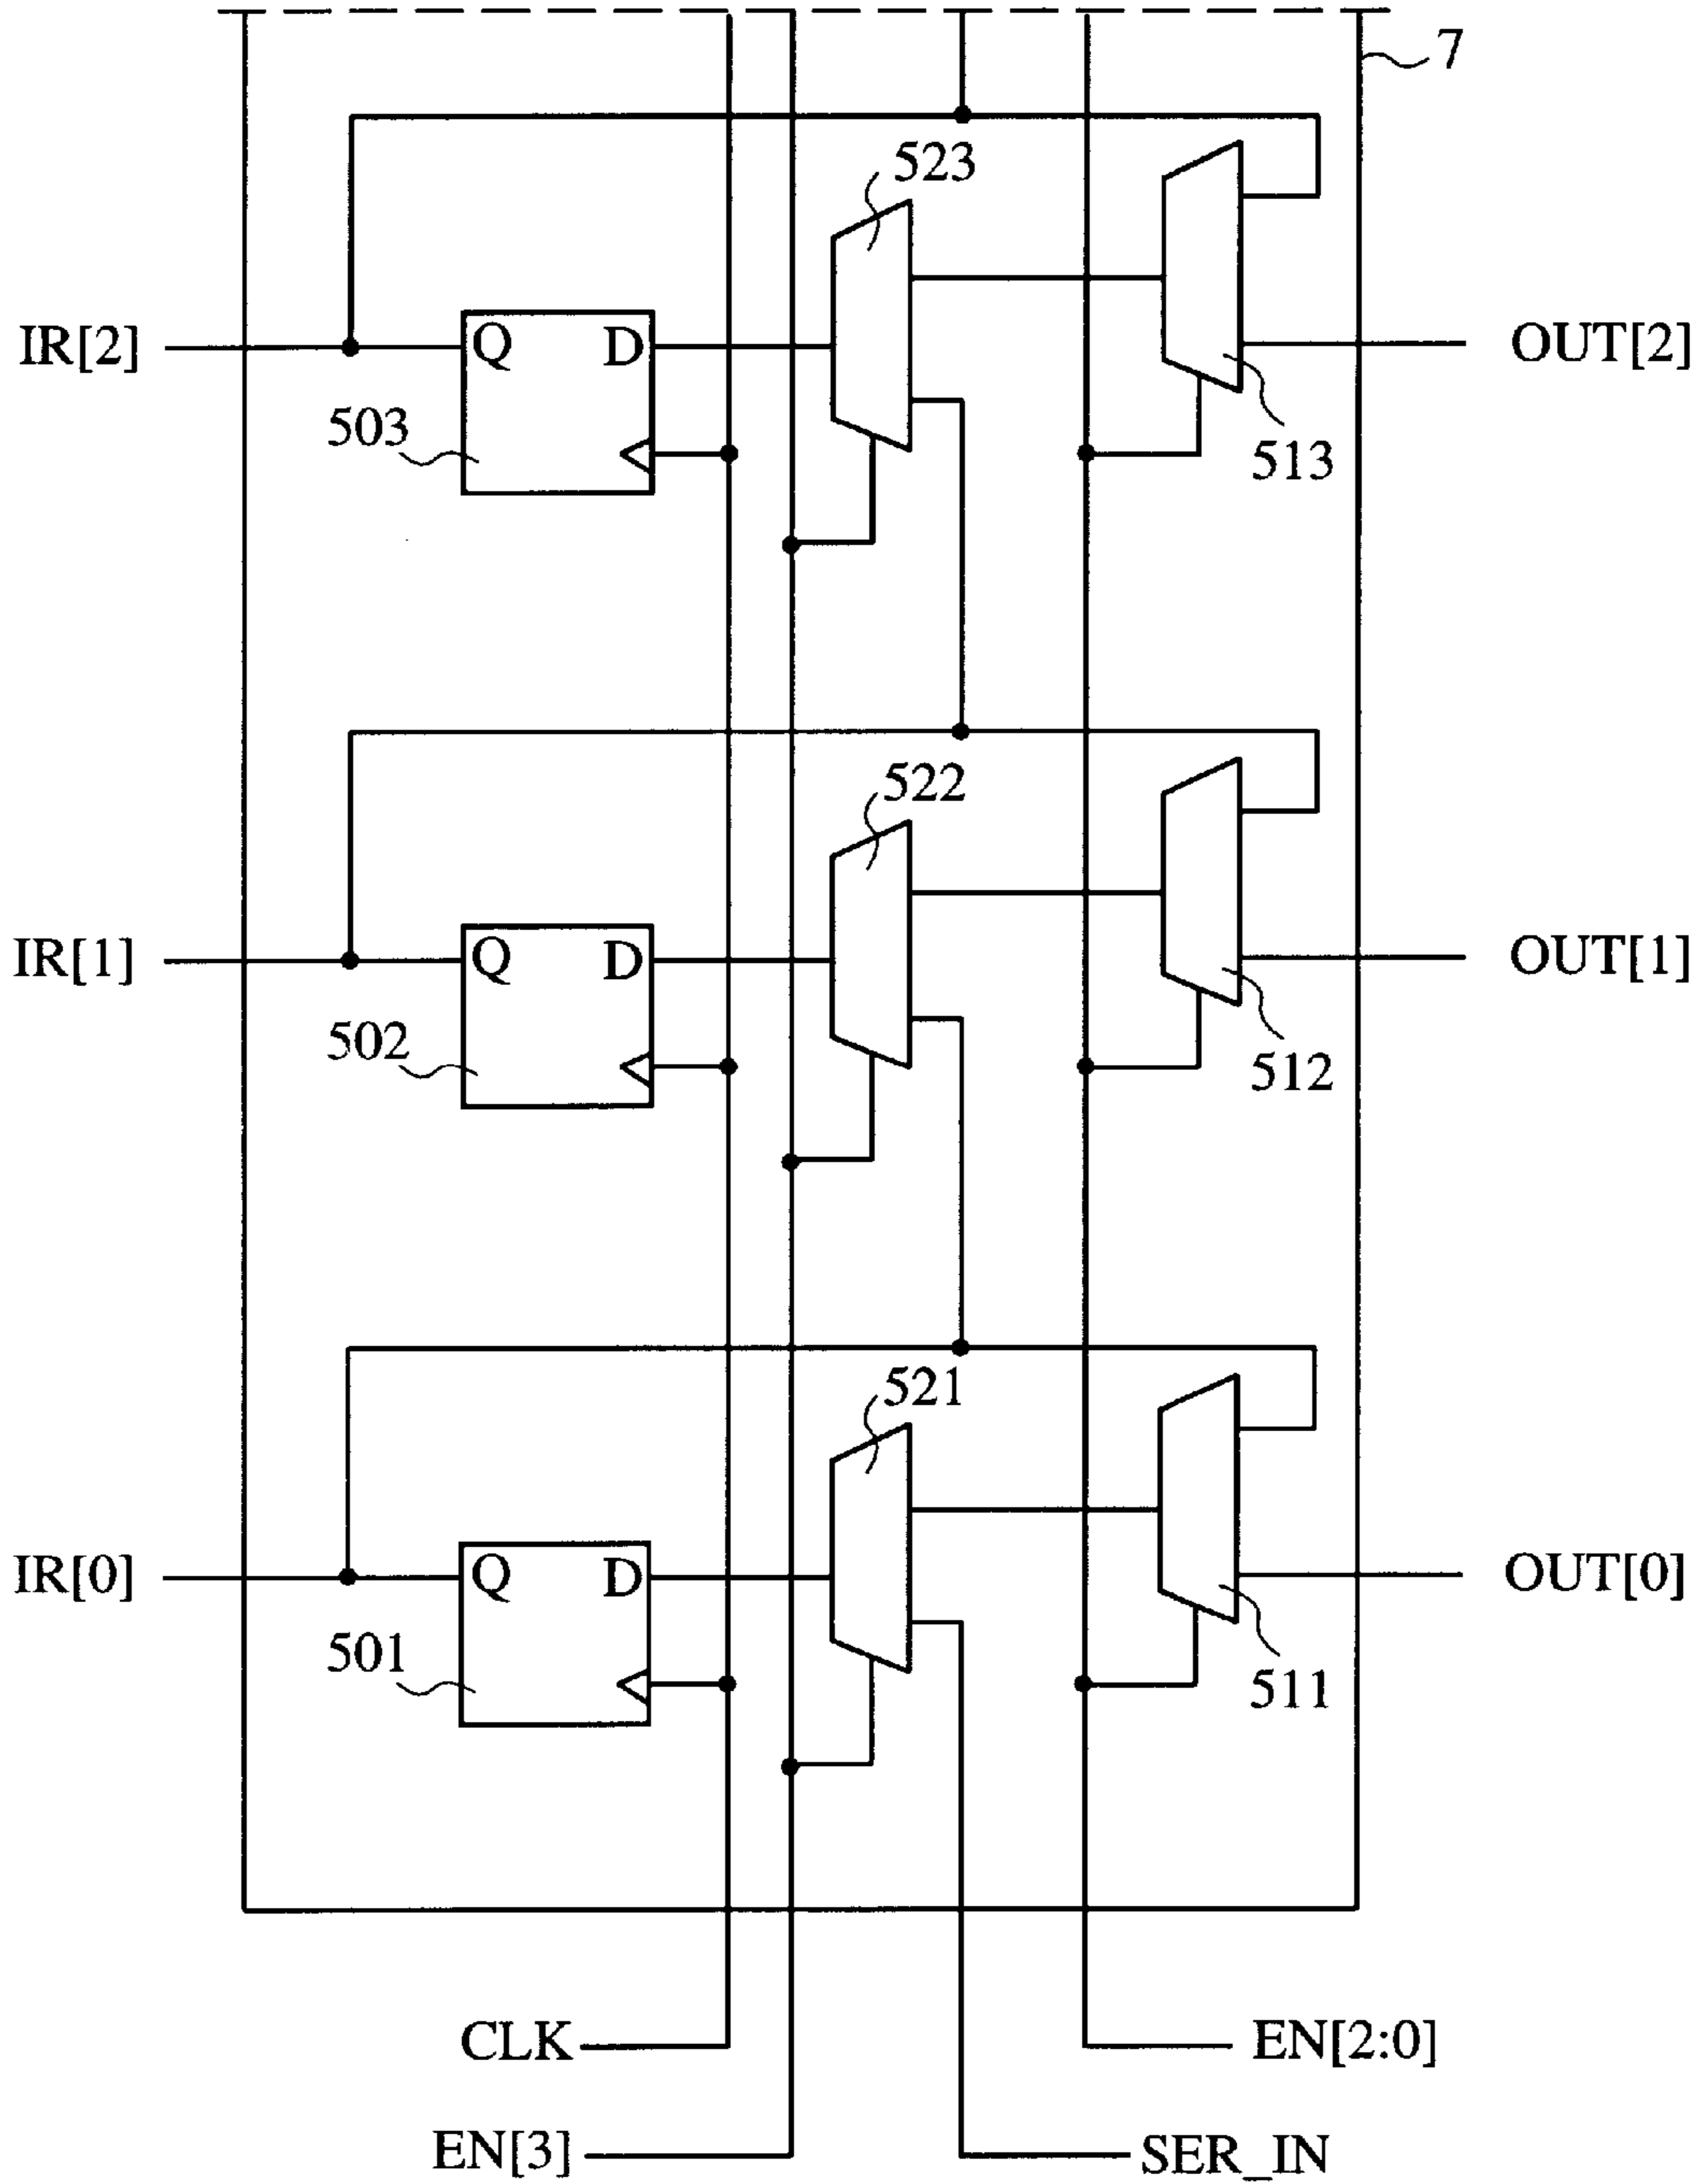 7
523
IR[2]
Q D
OUT[2]
503
513
522
IR[1]
Q D
OUT[1]
502
512
521
IR[0]
Q D
OUT[0]
501
511
CLK
EN[2:0]
EN[3]
SER_IN